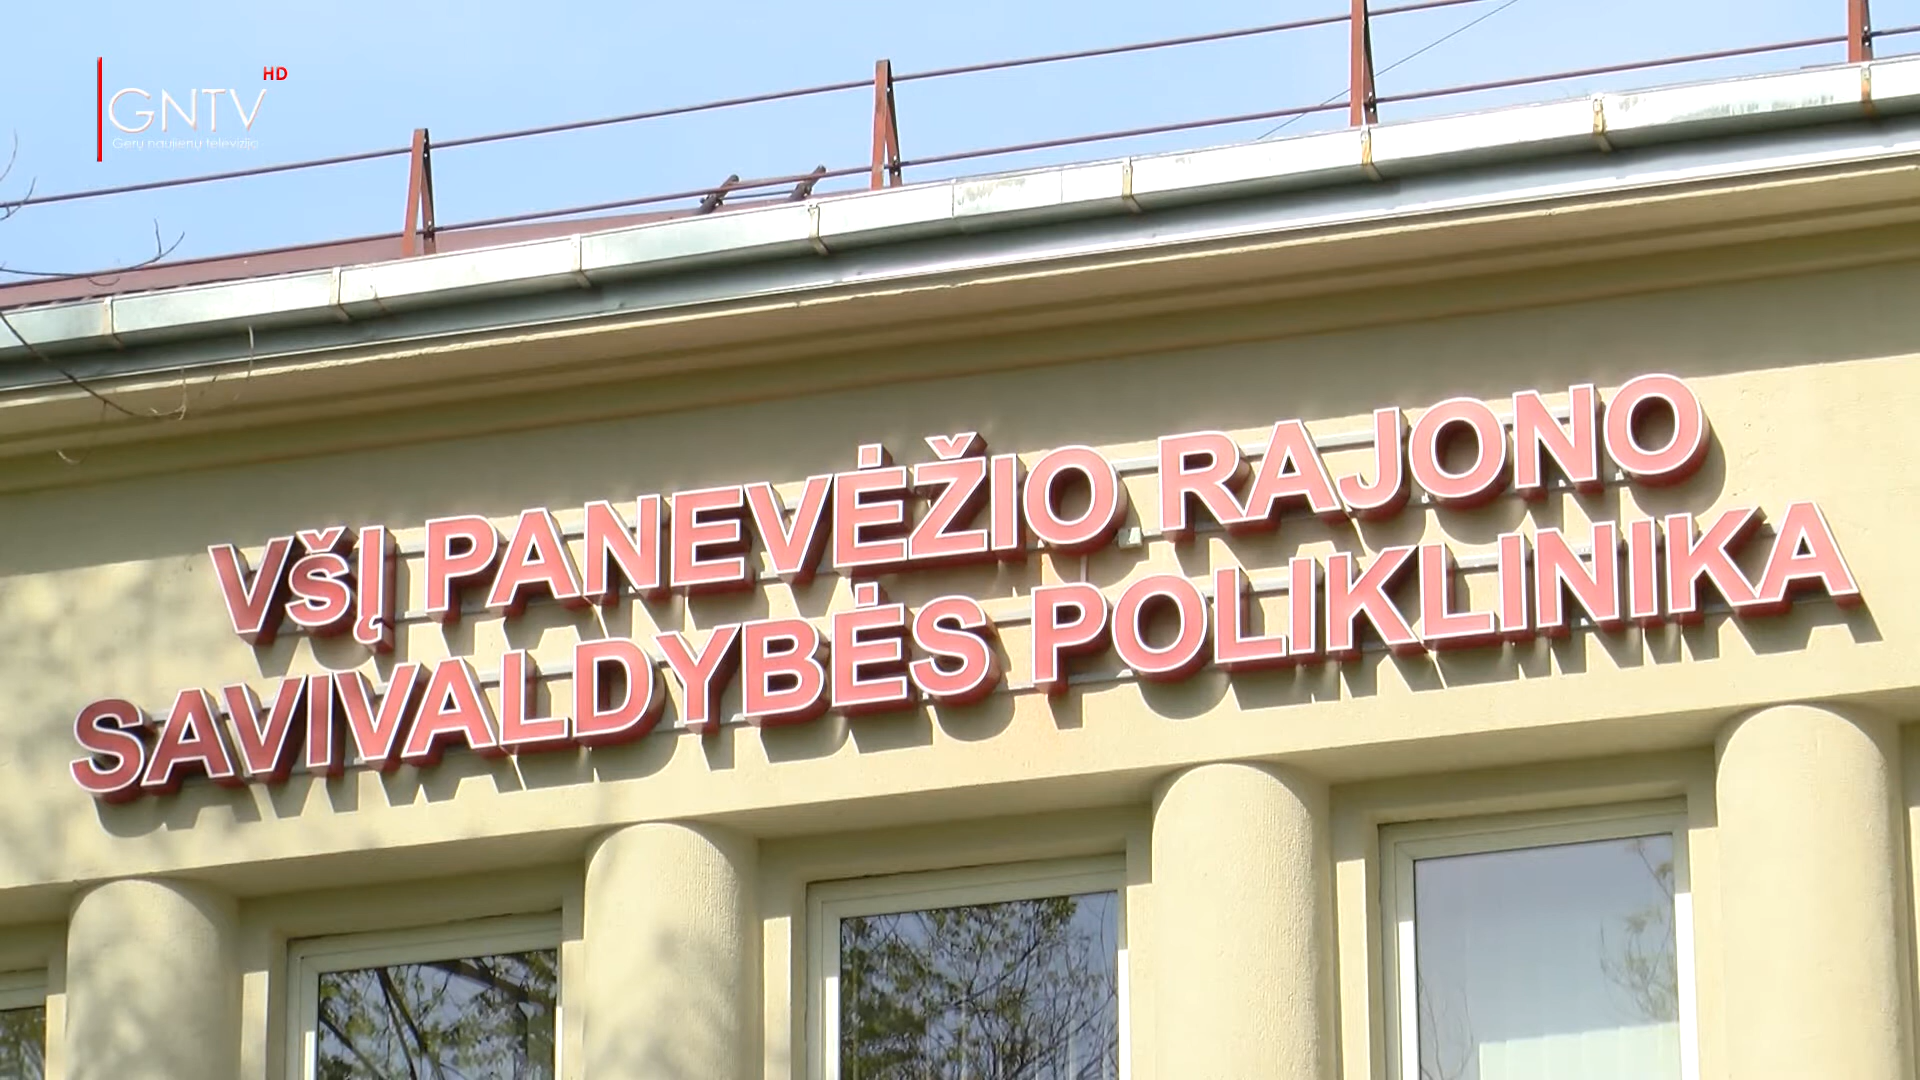 GNTV HD
Gerų naujienų televizija
VŠĮ PANEVĖŽIO RAJONO
SAVIVALDYBĖS POLIKLINIKA